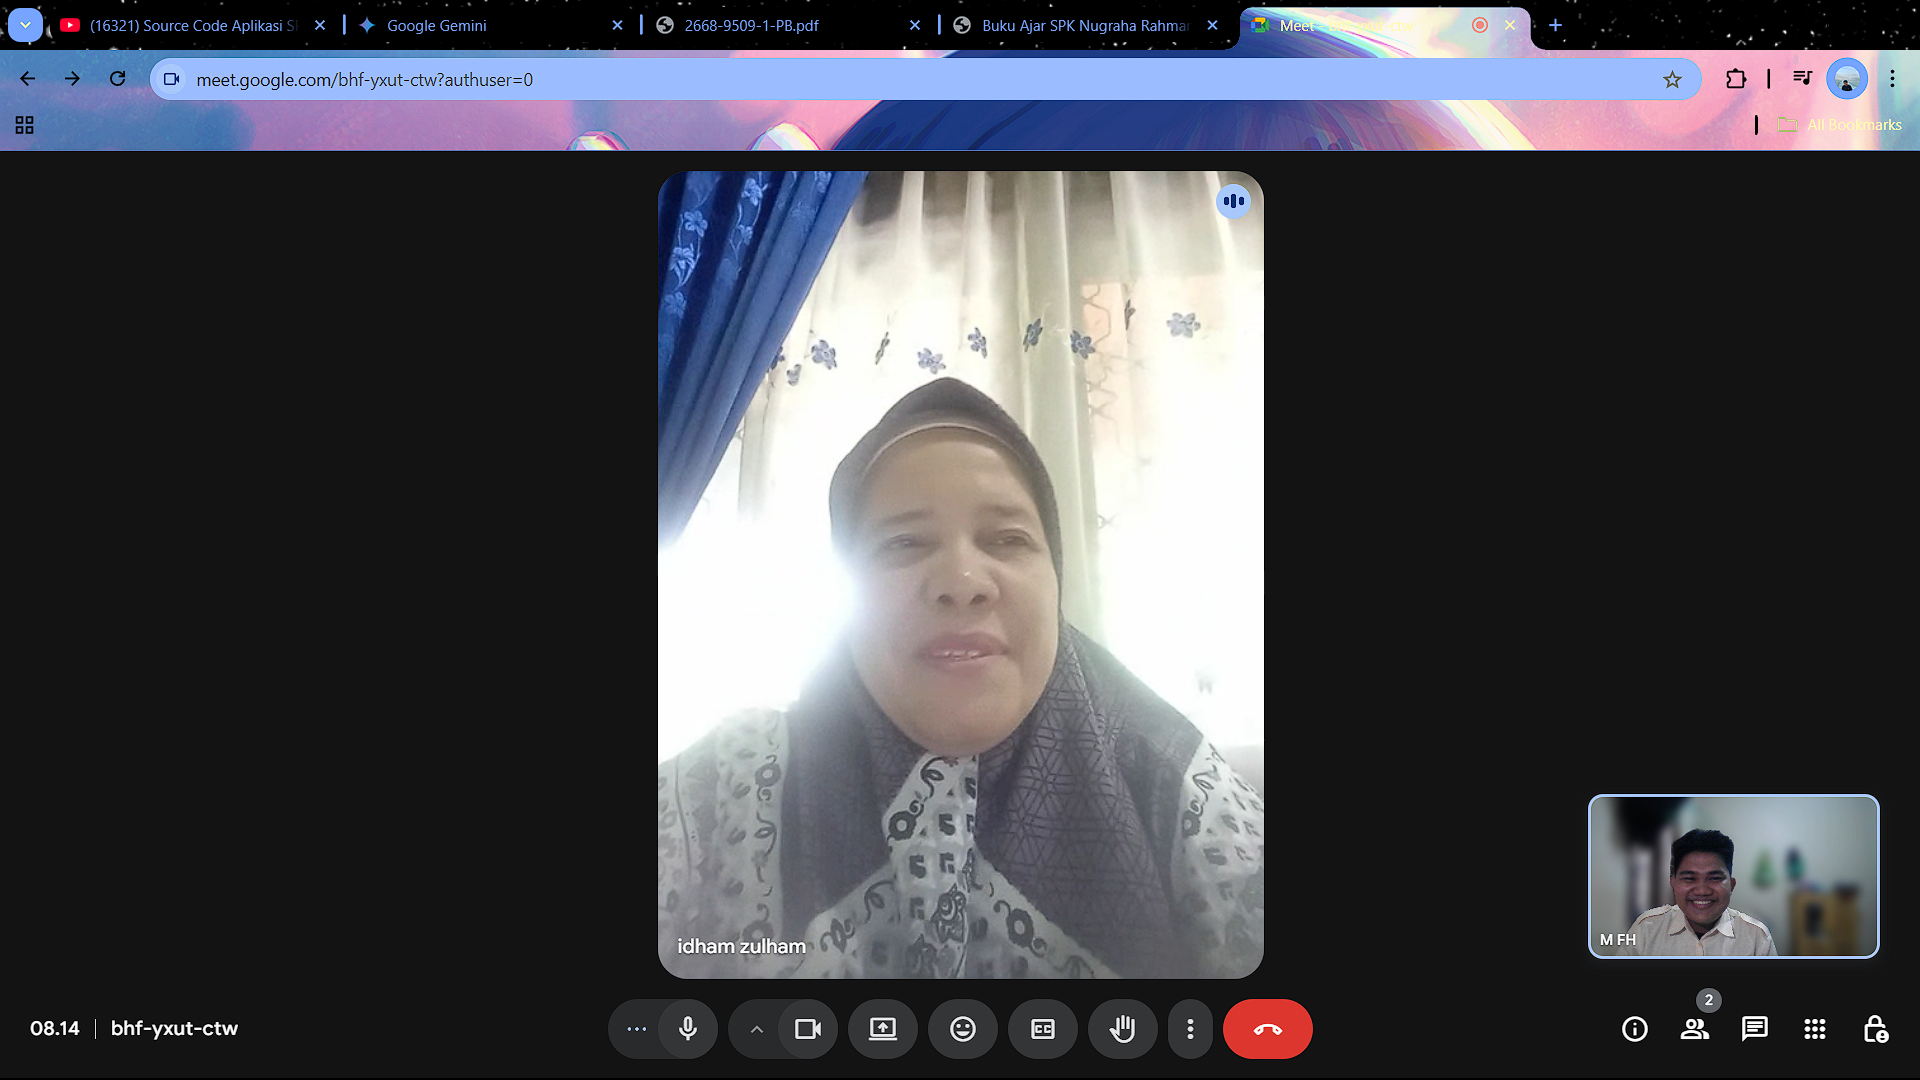 (16321) Source Code Aplikasi S
Google Gemini
2668-9509-1-PB.pdf
Buku Ajar SPK Nugraha Rahmar
Meet -
meet.google.com/bhf-yxut-ctw?authuser=0
All Bookmarks
idham zulham
M FH
08.14
bhf-yxut-ctw
CC
2